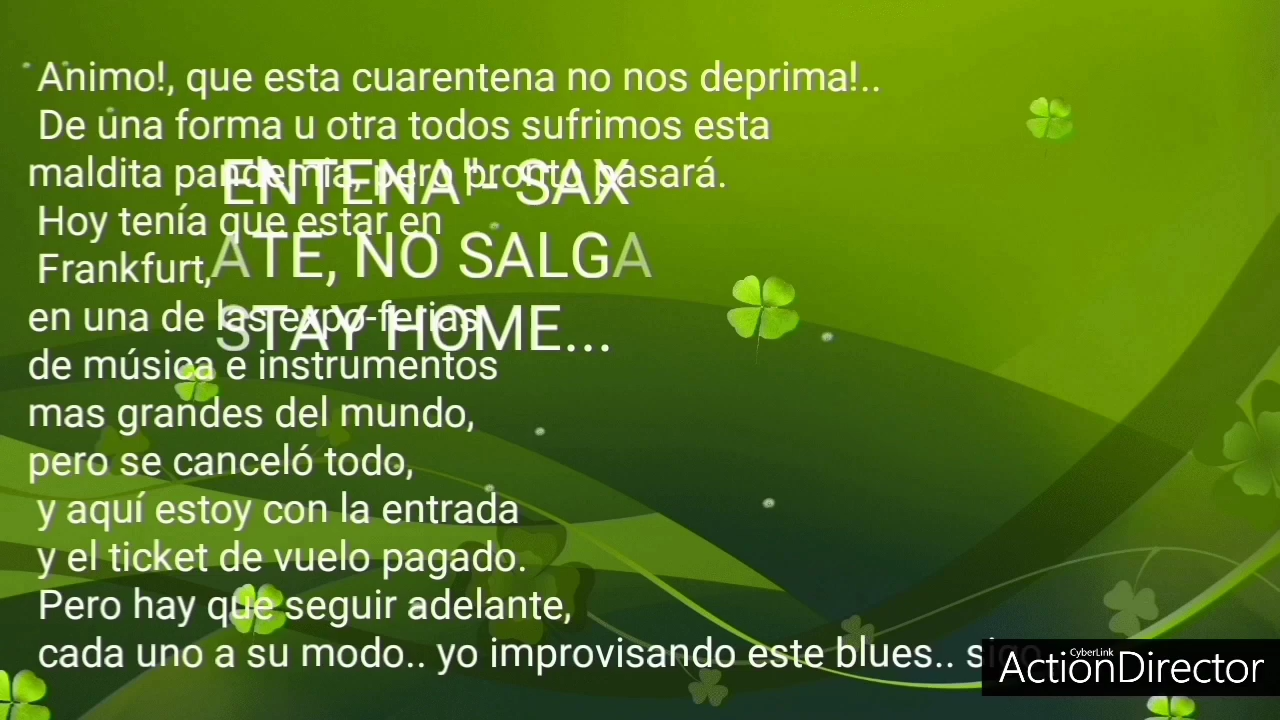 Animo!, que esta cuarentena no nos deprima!..
De una forma u otra todos sufrimos esta
maldita pandemia, pero pronto pasará.
ENTENA"- SAX
Hoy tenía que estar en
ATE, NO SALGA
Frankfurt,
en una de las expo-ferias
STAY HOME...
de música e instrumentos
mas grandes del mundo,
pero se canceló todo,
y aquí estoy con la entrada
y el ticket de vuelo pagado.
Pero hay que seguir adelante,
cada uno a su modo.. yo improvisando este blues.. sigo
CyberLink
ActionDirector